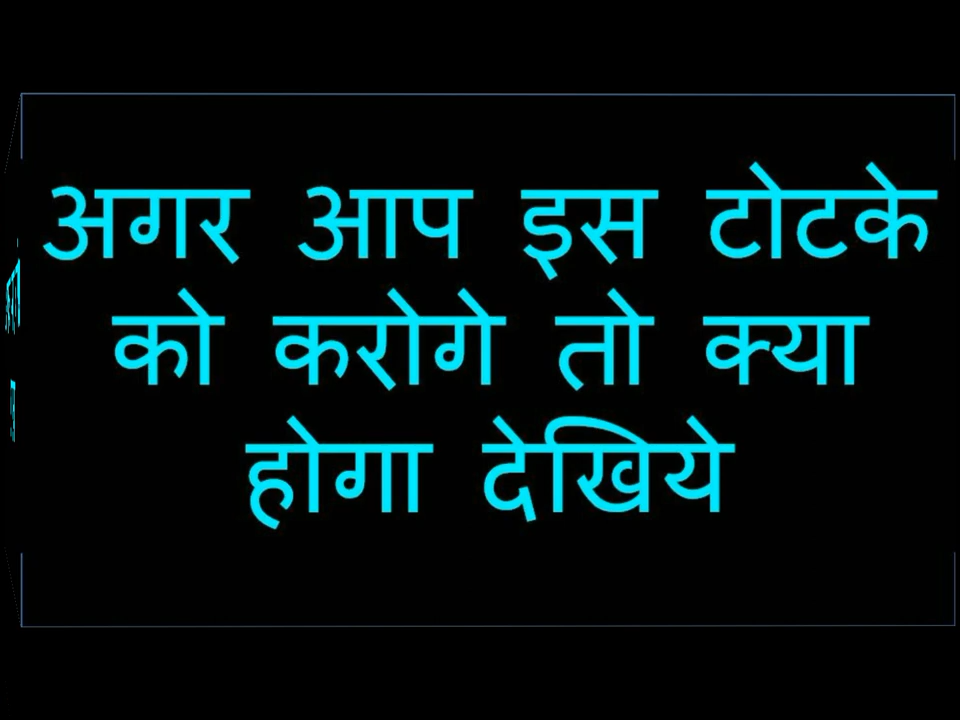 अगर आप इस टोटके
को करोगे तो क्या
होगा देखिये